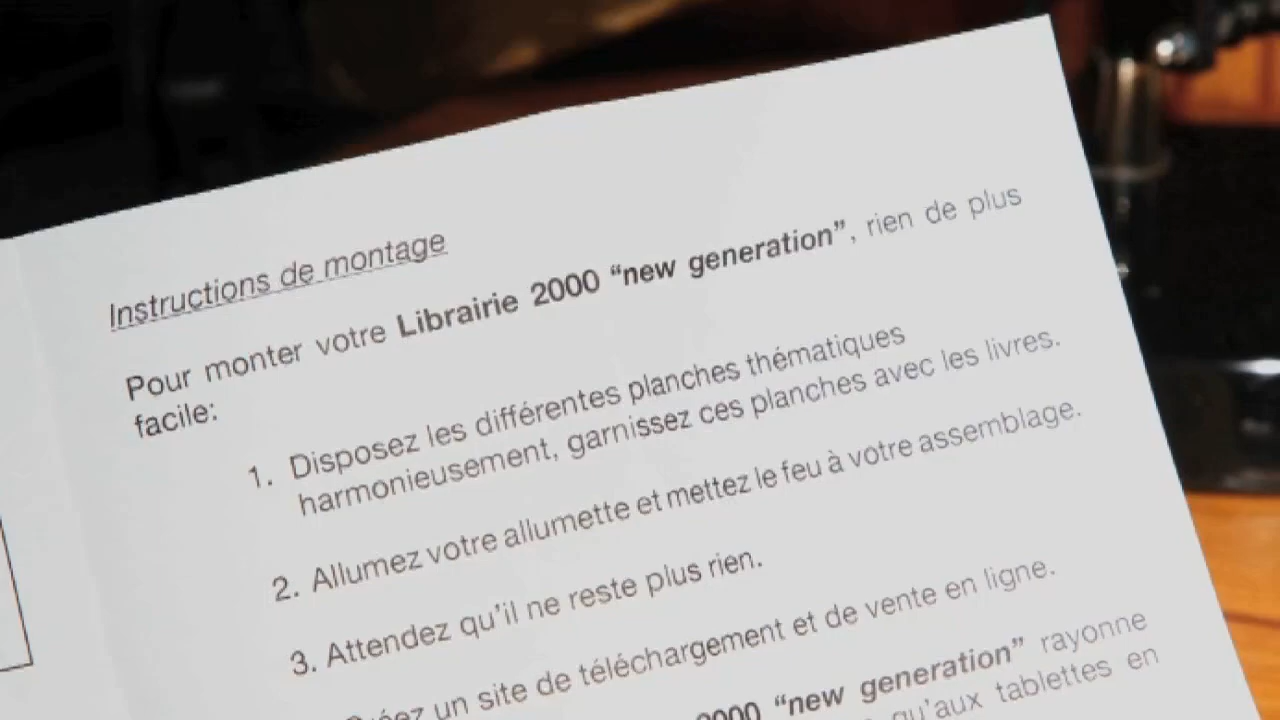 Instructions de montage
Pour monter votre Librairie 2000 “new generation”, rien de plus
facile:
1. Disposez les différentes planches thématiques
harmonieusement, garnissez ces planches avec les livres.
2. Allumez votre allumette et mettez le feu à votre assemblage.
3. Attendez qu’il ne reste plus rien.
un site de téléchargement et de vente en ligne.
2000 “new generation” rayonne
qu’aux tablettes en